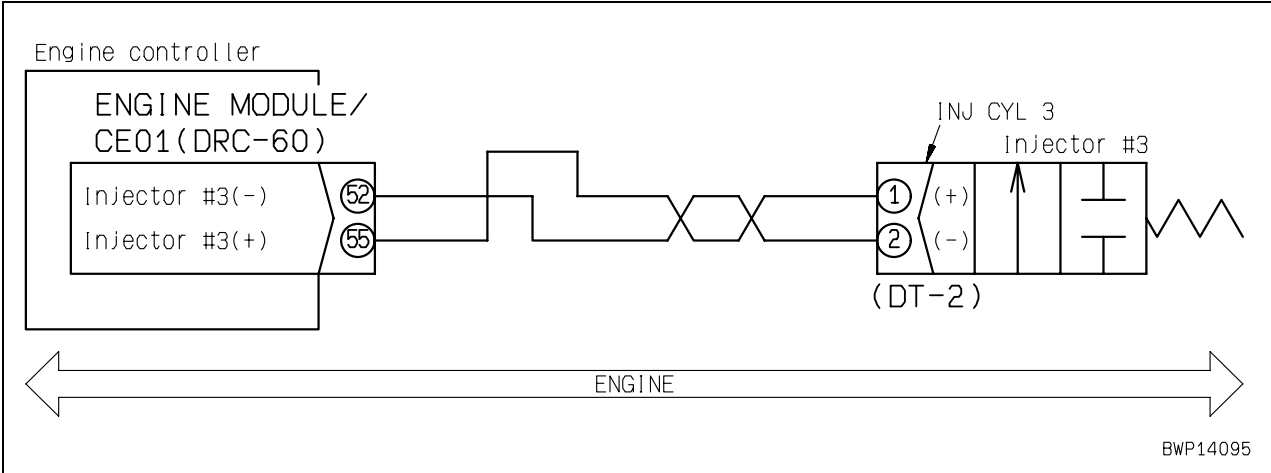 Engine controller
ENGINE MODULE/
CE01(DRC-60)
Injector #3(-)
52
Injector #3(+)
55
INJ CYL 3
Injector #3
1
(+)
2
(-)
(DT-2)
ENGINE
BWP14095